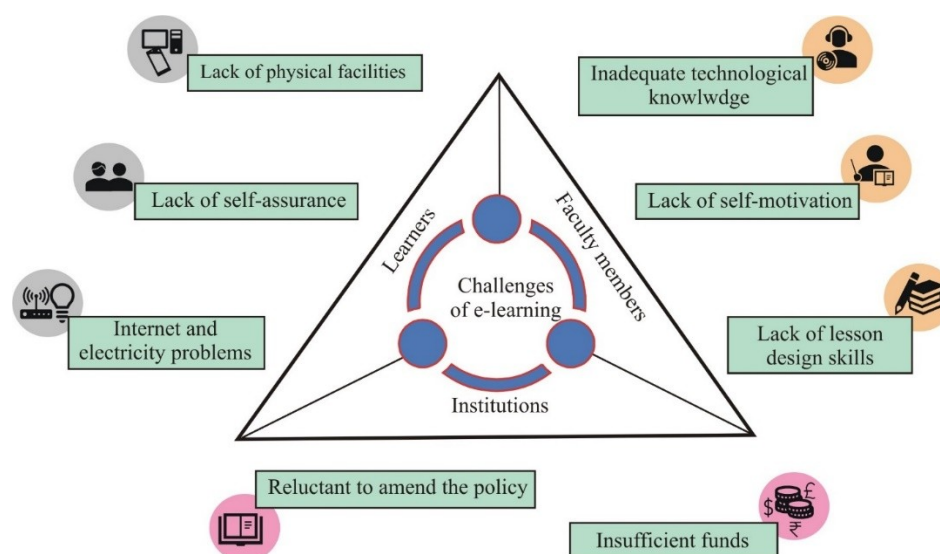 Lack of physical facilities
Inadequate technological
knowlwdge
Lack of self-assurance
Lack of self-motivation
Learners
Faculty members
Challenges
of e-learning
Internet and
electricity problems
Lack of lesson
design skills
Institutions
Reluctant to amend the policy
$ £
₹
Insufficient funds